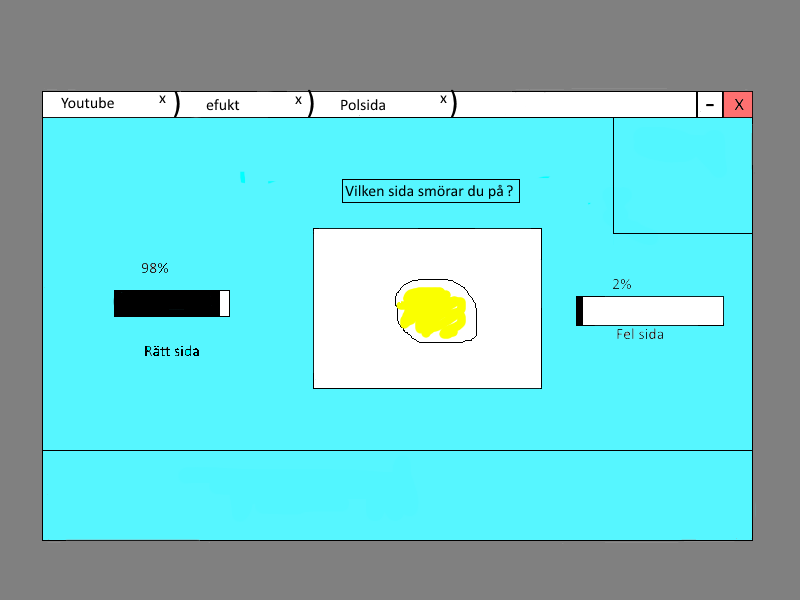 Youtube x efukt x Polsida x - X
Vilken sida smörar du på ?
98%
Rätt sida
2%
Fel sida